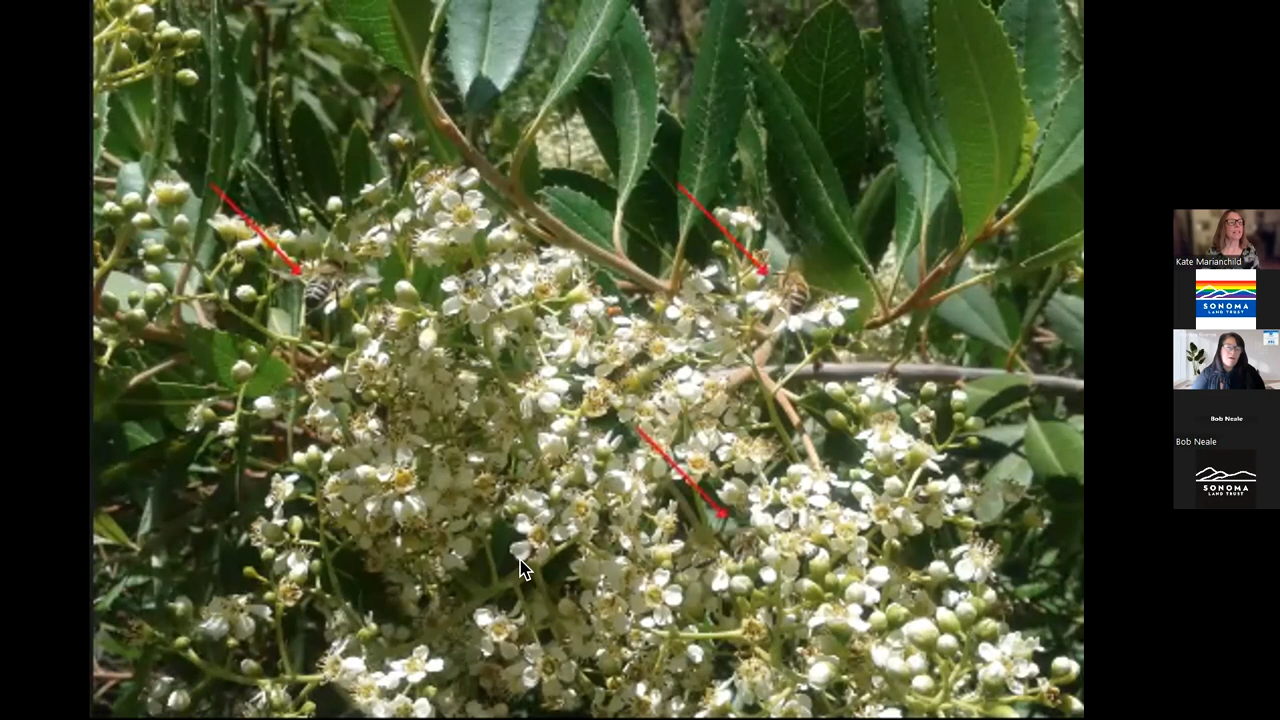 Kate Marianchild
SONOMA
LAND TRUST
Bob Neale
Bob Neale
SONOMA
LAND TRUST